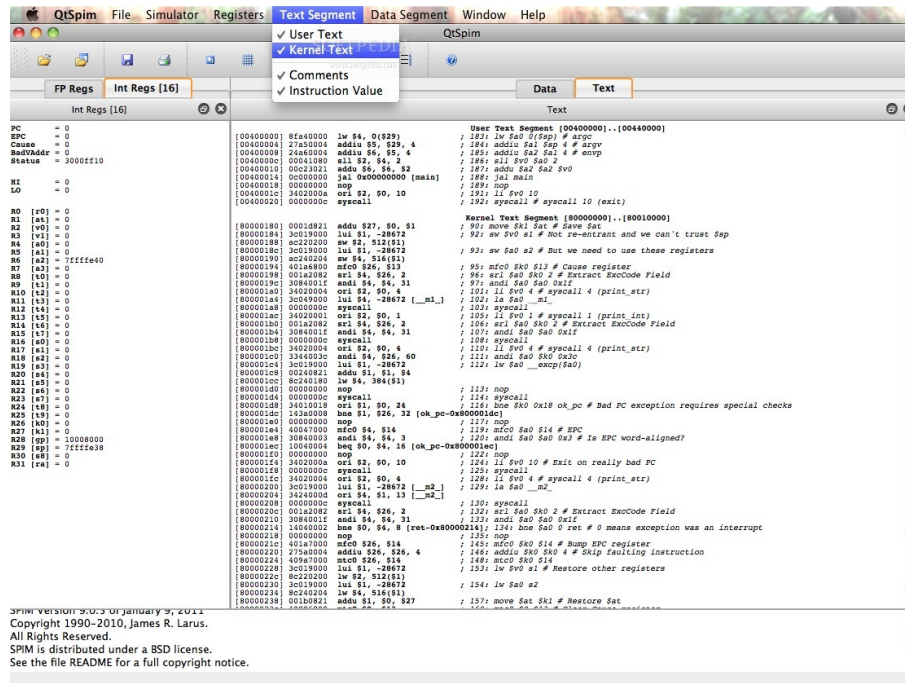 QtSpim File Simulator Registers Text Segment Data Segment Window Help
✓ User Text
✓ Kernel Text
✓ Comments
✓ Instruction Value
QtSpim
SOFTPEDIA
www.softpedia.com
FP Regs Int Regs [16] Data Text
Int Regs [16] Text
PC = 0
EPC = 0
Cause = 0
BadVAddr = 0
Status = 3000ff10
HI = 0
LO = 0
R0 [r0] = 0
R1 [at] = 0
R2 [v0] = 0
R3 [v1] = 0
R4 [a0] = 0
R5 [a1] = 0
R6 [a2] = 7ffffe40
R7 [a3] = 0
R8 [t0] = 0
R9 [t1] = 0
R10 [t2] = 0
R11 [t3] = 0
R12 [t4] = 0
R13 [t5] = 0
R14 [t6] = 0
R15 [t7] = 0
R16 [s0] = 0
R17 [s1] = 0
R18 [s2] = 0
R19 [s3] = 0
R20 [s4] = 0
R21 [s5] = 0
R22 [s6] = 0
R23 [s7] = 0
R24 [t8] = 0
R25 [t9] = 0
R26 [k0] = 0
R27 [k1] = 0
R28 [gp] = 10008000
R29 [sp] = 7ffffe38
R30 [s8] = 0
R31 [ra] = 0
User Text Segment [00400000]..[00440000]
[00400000] 8fa40000 lw $4, 0($29) ; 183: lw $a0 0($sp) # argc
[00400004] 27a50004 addiu $5, $29, 4 ; 184: addiu $a1 $sp 4 # argv
[00400008] 24a60004 addiu $6, $5, 4 ; 185: addiu $a2 $a1 4 # envp
[0040000c] 00041080 sll $2, $4, 2 ; 186: sll $v0 $a0 2
[00400010] 00c23021 addu $6, $6, $2 ; 187: addu $a2 $a2 $v0
[00400014] 0c000000 jal 0x00000000 [main] ; 188: jal main
[00400018] 00000000 nop ; 189: nop
[0040001c] 3402000a ori $2, $0, 10 ; 191: li $v0 10
[00400020] 0000000c syscall ; 192: syscall # syscall 10 (exit)
Kernel Text Segment [80000000]..[80010000]
[80000180] 0001d821 addu $27, $0, $1 ; 90: move $k1 $at # Save $at
[80000184] 3c019000 lui $1, -28672 ; 92: sw $v0 s1 # Not re-entrant and we can't trust $sp
[80000188] ac220200 sw $2, 512($1)
[8000018c] 3c019000 lui $1, -28672 ; 93: sw $a0 s2 # But we need to use these registers
[80000190] ac240204 sw $4, 516($1)
[80000194] 401a6800 mfc0 $26, $13 ; 95: mfc0 $k0 $13 # Cause register
[80000198] 001a2082 srl $4, $26, 2 ; 96: srl $a0 $k0 2 # Extract ExcCode Field
[8000019c] 3084001f andi $4, $4, 31 ; 97: andi $a0 $a0 0x1f
[800001a0] 34020004 ori $2, $0, 4 ; 101: li $v0 4 # syscall 4 (print_str)
[800001a4] 3c049000 lui $4, -28672 [__m1_] ; 102: la $a0 __m1_
[800001a8] 0000000c syscall ; 103: syscall
[800001ac] 34020001 ori $2, $0, 1 ; 105: li $v0 1 # syscall 1 (print_int)
[800001b0] 001a2082 srl $4, $26, 2 ; 106: srl $a0 $k0 2 # Extract ExcCode Field
[800001b4] 3084001f andi $4, $4, 31 ; 107: andi $a0 $a0 0x1f
[800001b8] 0000000c syscall ; 108: syscall
[800001bc] 34020004 ori $2, $0, 4 ; 110: li $v0 4 # syscall 4 (print_str)
[800001c0] 3344003c andi $4, $26, 60 ; 111: andi $a0 $k0 0x3c
[800001c4] 3c019000 lui $1, -28672 ; 112: lw $a0 __excp($a0)
[800001c8] 00240821 addu $1, $1, $4
[800001cc] 8c240180 lw $4, 384($1)
[800001d0] 00000000 nop ; 113: nop
[800001d4] 0000000c syscall ; 114: syscall
[800001d8] 34010018 ori $1, $0, 24 ; 116: bne $k0 0x18 ok_pc # Bad PC exception requires special checks
[800001dc] 143a0008 bne $1, $26, 32 [ok_pc-0x800001dc]
[800001e0] 00000000 nop ; 117: nop
[800001e4] 40047000 mfc0 $4, $14 ; 119: mfc0 $a0 $14 # EPC
[800001e8] 30840003 andi $4, $4, 3 ; 120: andi $a0 $a0 0x3 # Is EPC word-aligned?
[800001ec] 10040004 beq $0, $4, 16 [ok_pc-0x800001ec]
[800001f0] 00000000 nop ; 122: nop
[800001f4] 3402000a ori $2, $0, 10 ; 124: li $v0 10 # Exit on really bad PC
[800001f8] 0000000c syscall ; 125: syscall
[800001fc] 34020004 ori $2, $0, 4 ; 128: li $v0 4 # syscall 4 (print_str)
[80000200] 3c019000 lui $1, -28672 [__m2_] ; 129: la $a0 __m2_
[80000204] 3424000d ori $4, $1, 13 [__m2_]
[80000208] 0000000c syscall ; 130: syscall
[8000020c] 001a2082 srl $4, $26, 2 ; 132: srl $a0 $k0 2 # Extract ExcCode Field
[80000210] 3084001f andi $4, $4, 31 ; 133: andi $a0 $a0 0x1f
[80000214] 14040002 bne $0, $4, 8 [ret-0x80000214]; 134: bne $a0 0 ret # 0 means exception was an interrupt
[80000218] 00000000 nop ; 135: nop
[8000021c] 401a7000 mfc0 $26, $14 ; 145: mfc0 $k0 $14 # Bump EPC register
[80000220] 275a0004 addiu $26, $26, 4 ; 146: addiu $k0 $k0 4 # Skip faulting instruction
[80000224] 409a7000 mtc0 $26, $14 ; 148: mtc0 $k0 $14
[80000228] 3c019000 lui $1, -28672 ; 153: lw $v0 s1 # Restore other registers
[8000022c] 8c220200 lw $2, 512($1)
[80000230] 3c019000 lui $1, -28672 ; 154: lw $a0 s2
[80000234] 8c240204 lw $4, 516($1)
[80000238] 001b0821 addu $1, $0, $27 ; 157: move $at $k1 # Restore $at
SPIM Version 9.0.3 of January 9, 2011
Copyright 1990-2010, James R. Larus.
All Rights Reserved.
SPIM is distributed under a BSD license.
See the file README for a full copyright notice.